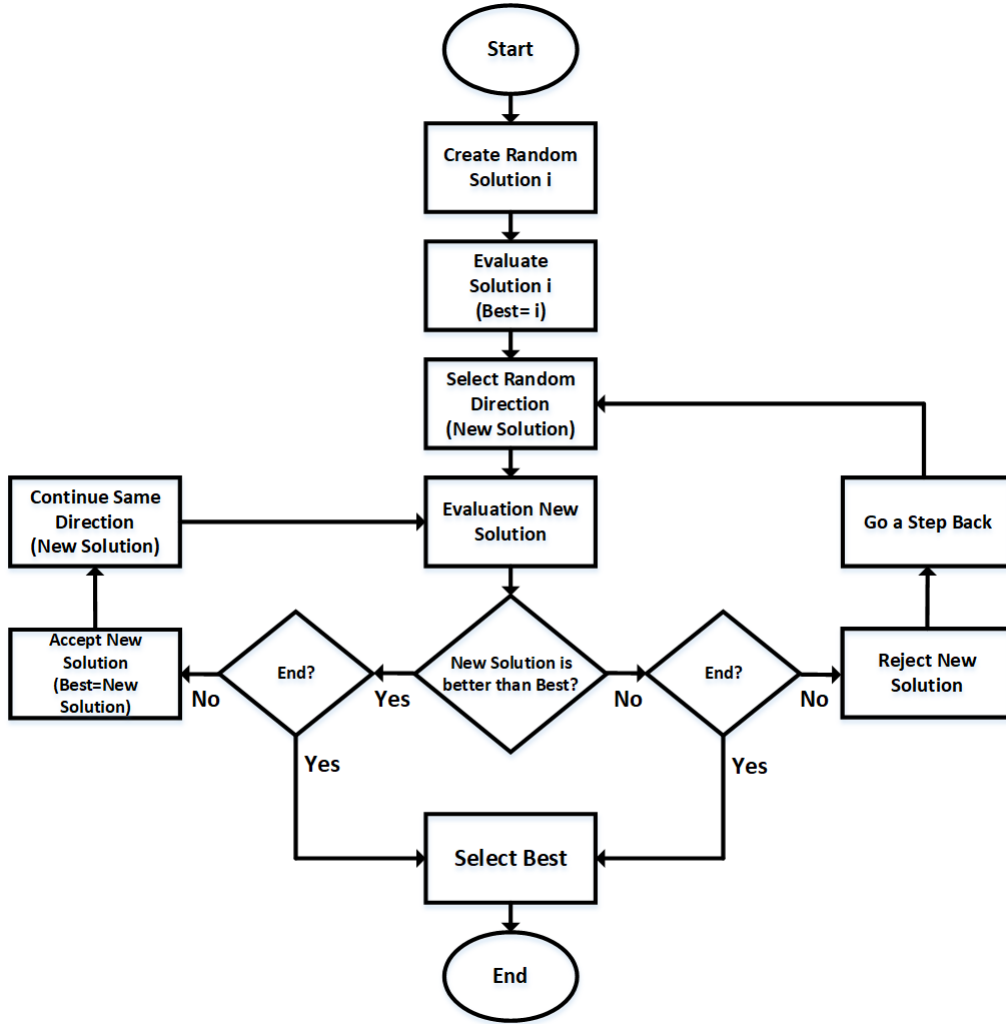 Start
Create Random
Solution i
Evaluate
Solution i
(Best= i)
Select Random
Direction
(New Solution)
Continue Same
Direction
(New Solution)
Evaluation New
Solution
Go a Step Back
Accept New
Solution
(Best=New
Solution)
No
End?
Yes
New Solution is
better than Best?
No
End?
No
Reject New
Solution
Yes
Yes
Select Best
End